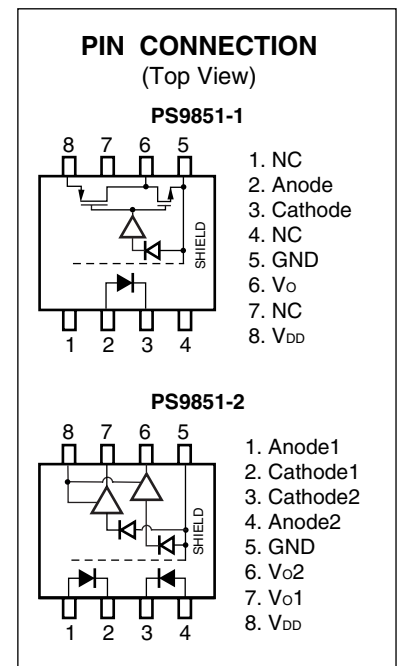 PIN CONNECTION
(Top View)
PS9851-1
8 7 6 5
SHIELD
1 2 3 4
1. NC
2. Anode
3. Cathode
4. NC
5. GND
6. VO
7. NC
8. VDD
PS9851-2
8 7 6 5
SHIELD
1 2 3 4
1. Anode1
2. Cathode1
3. Cathode2
4. Anode2
5. GND
6. VO2
7. VO1
8. VDD